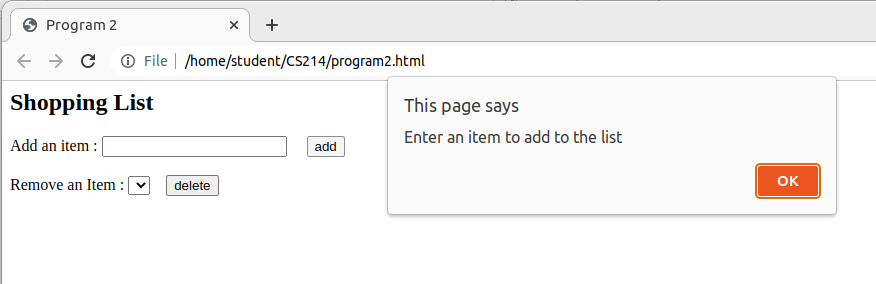 Program 2
File /home/student/CS214/program2.html
This page says
Enter an item to add to the list
OK
Shopping List
Add an item : add
Remove an Item : delete